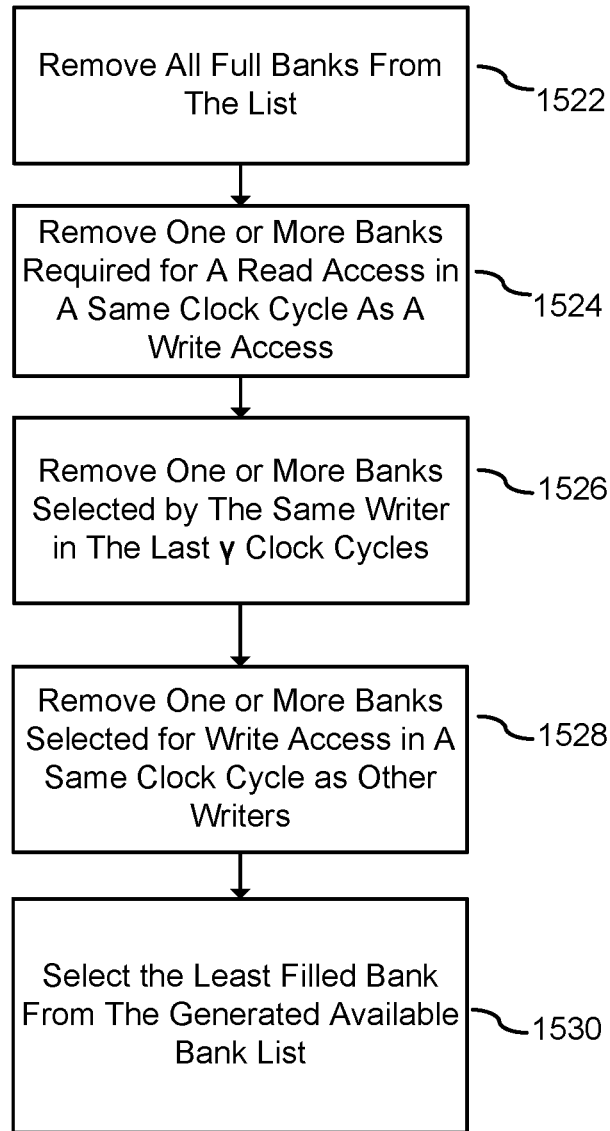 Remove All Full Banks From
The List
1522
Remove One or More Banks
Required for A Read Access in
A Same Clock Cycle As A
Write Access
1524
Remove One or More Banks
Selected by The Same Writer
in The Last γ Clock Cycles
1526
Remove One or More Banks
Selected for Write Access in A
Same Clock Cycle as Other
Writers
1528
Select the Least Filled Bank
From The Generated Available
Bank List
1530